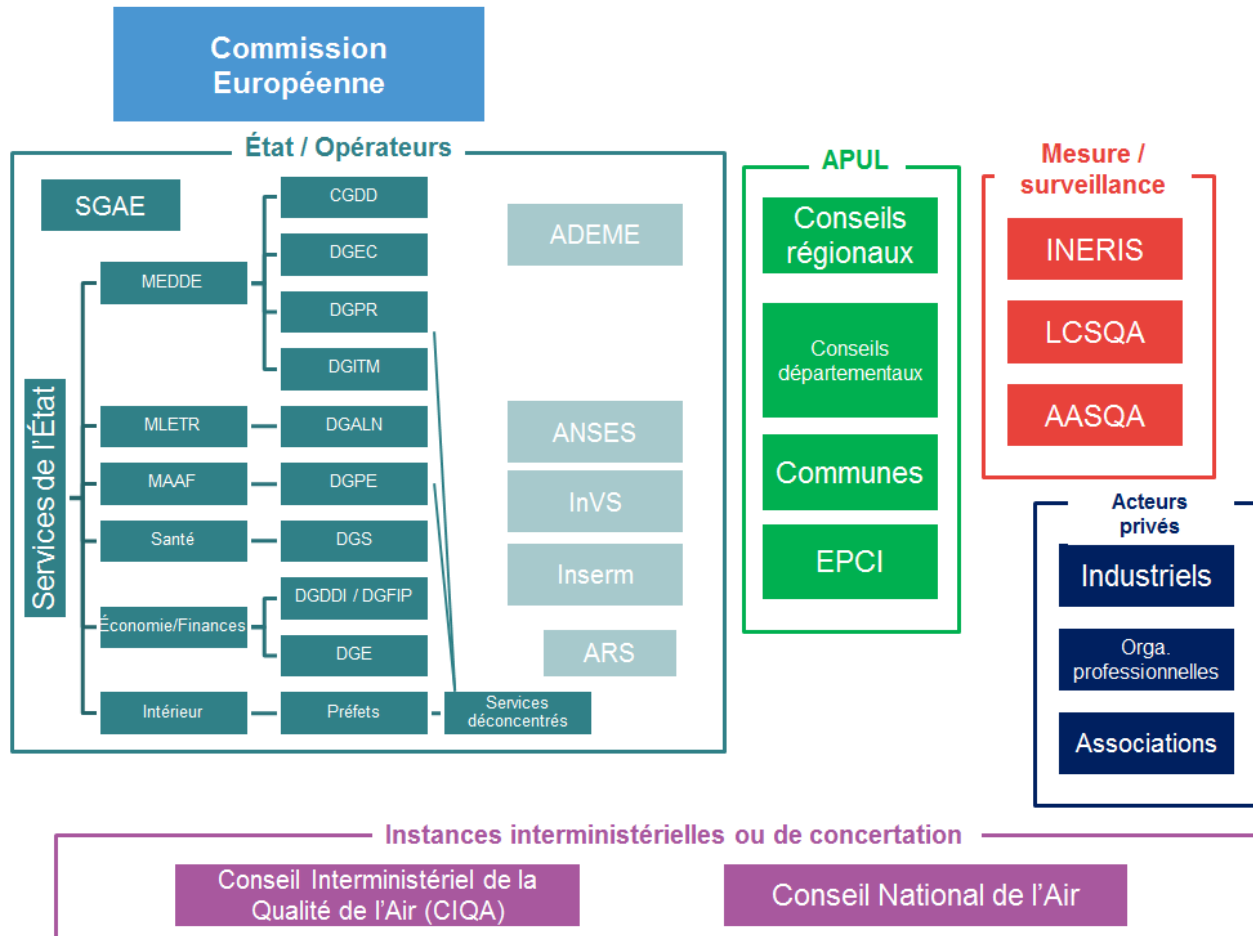 Commission
Européenne
État / Opérateurs
SGAE
Services de l'État
MEDDE
CGDD
DGEC
DGPR
DGITM
MLETR
DGALN
MAAF
DGPE
Santé
DGS
Économie/Finances
DGDDI / DGFIP
DGE
Intérieur
Préfets
Services
déconcentrés
ADEME
ANSES
InVS
Inserm
ARS
APUL
Conseils
régionaux
Conseils
départementaux
Communes
EPCI
Mesure /
surveillance
INERIS
LCSQA
AASQA
Acteurs
privés
Industriels
Orga.
professionnelles
Associations
Instances interministérielles ou de concertation
Conseil Interministériel de la
Qualité de l'Air (CIQA)
Conseil National de l'Air